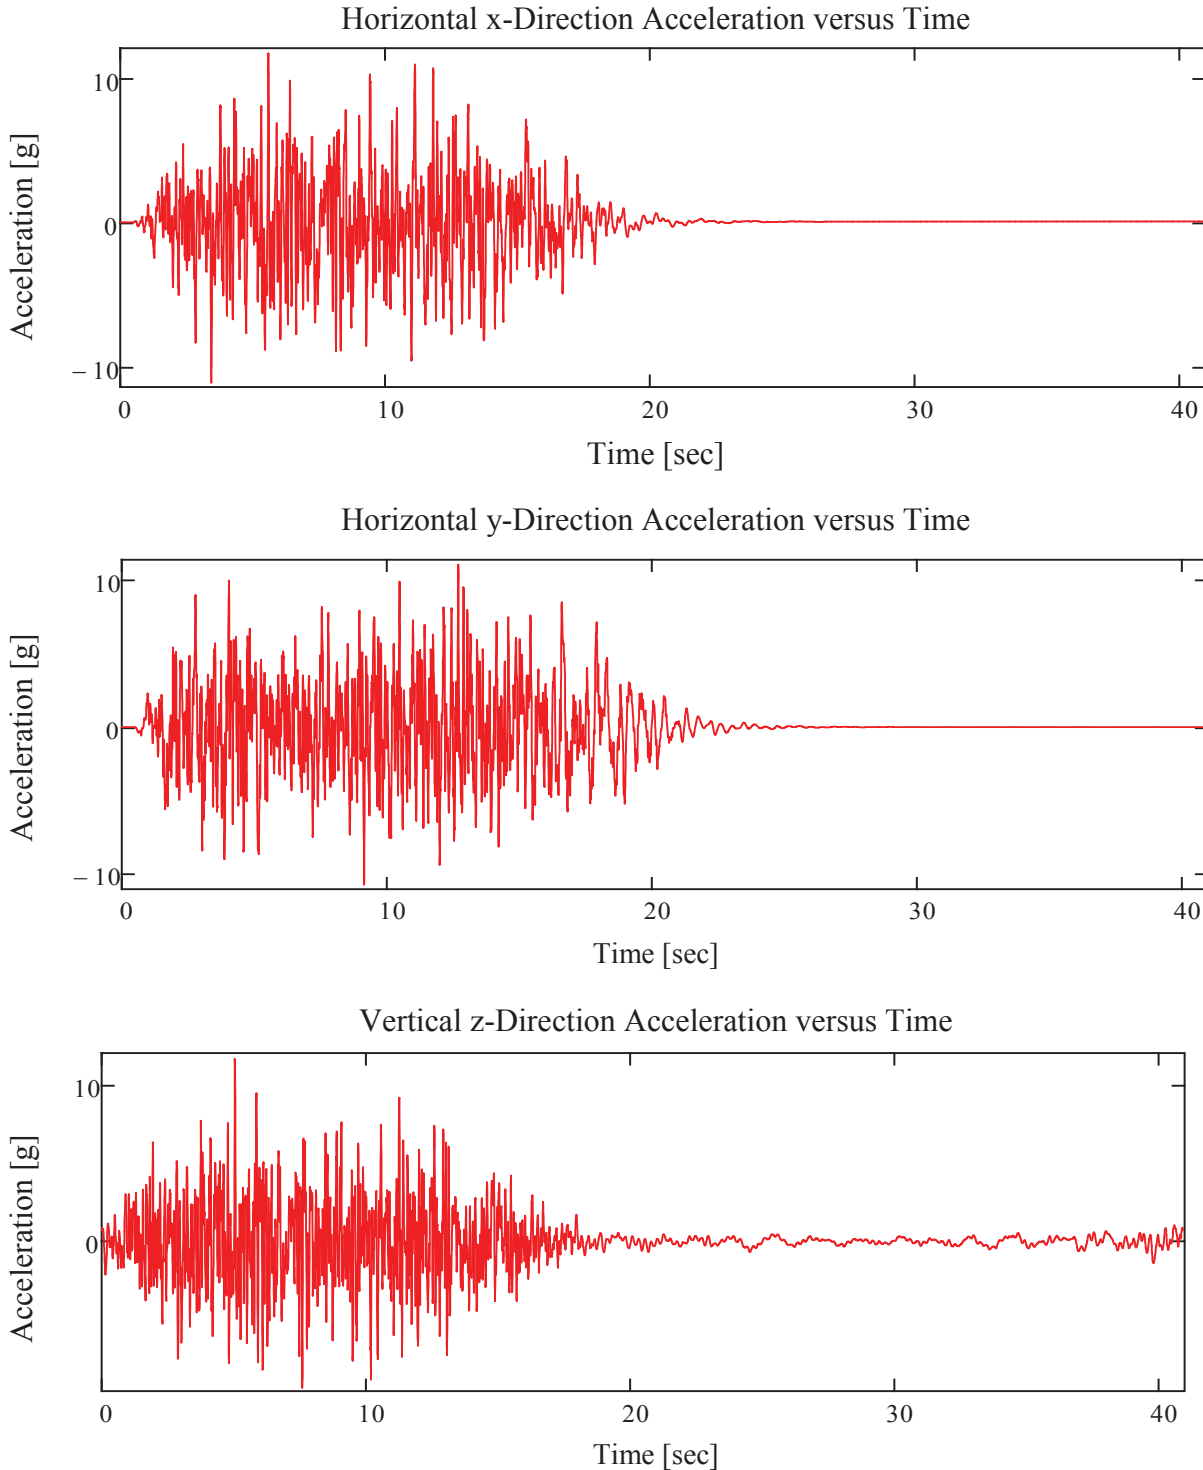 Horizontal x-Direction Acceleration versus Time
Acceleration [g]
10
0
– 10
0 10 20 30 40
Time [sec]
Horizontal y-Direction Acceleration versus Time
Acceleration [g]
10
0
– 10
0 10 20 30 40
Time [sec]
Vertical z-Direction Acceleration versus Time
Acceleration [g]
10
0
0 10 20 30 40
Time [sec]